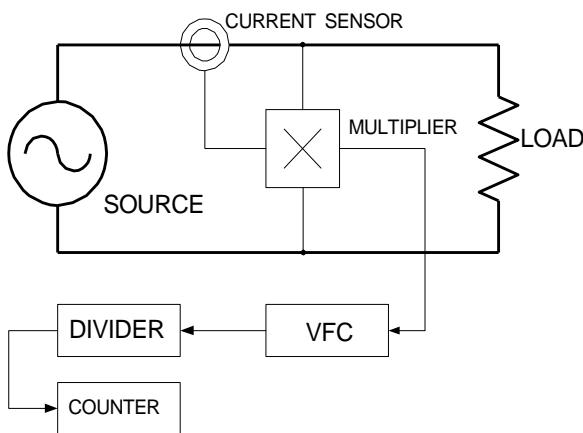 CURRENT SENSOR
MULTIPLIER
LOAD
SOURCE
DIVIDER
VFC
COUNTER